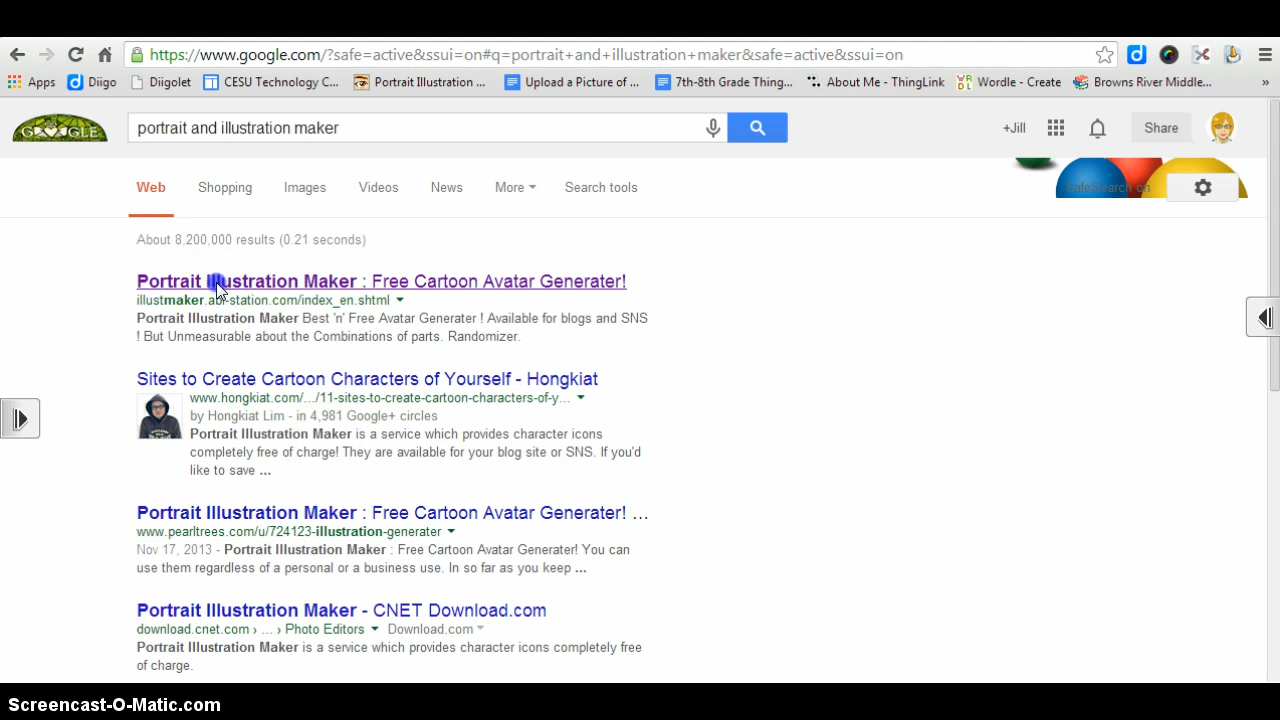 https://www.google.com/?safe=active&ssui=on#q=portrait+and+illustration+maker&safe=active&ssui=on
Apps Diigo Diigolet CESU Technology C... Portrait Illustration ... Upload a Picture of ... 7th-8th Grade Thing... About Me - ThingLink Wordle - Create Browns River Middle... »
GOOGLE portrait and illustration maker +Jill Share
Web Shopping Images Videos News More Search tools SafeSearch on
About 8,200,000 results (0.21 seconds)
Portrait Illustration Maker : Free Cartoon Avatar Generater!
illustmaker.abi-station.com/index_en.shtml
Portrait Illustration Maker Best 'n' Free Avatar Generater ! Available for blogs and SNS
! But Unmeasurable about the Combinations of parts. Randomizer.
Sites to Create Cartoon Characters of Yourself - Hongkiat
www.hongkiat.com/.../11-sites-to-create-cartoon-characters-of-y...
by Hongkiat Lim - in 4,981 Google+ circles
Portrait Illustration Maker is a service which provides character icons
completely free of charge! They are available for your blog site or SNS. If you'd
like to save ...
Portrait Illustration Maker : Free Cartoon Avatar Generater! ...
www.pearltrees.com/u/724123-illustration-generater
Nov 17, 2013 - Portrait Illustration Maker : Free Cartoon Avatar Generater! You can
use them regardless of a personal or a business use. In so far as you keep ...
Portrait Illustration Maker - CNET Download.com
download.cnet.com › ... › Photo Editors Download.com
Portrait Illustration Maker is a service which provides character icons completely free
of charge.
Screencast-O-Matic.com